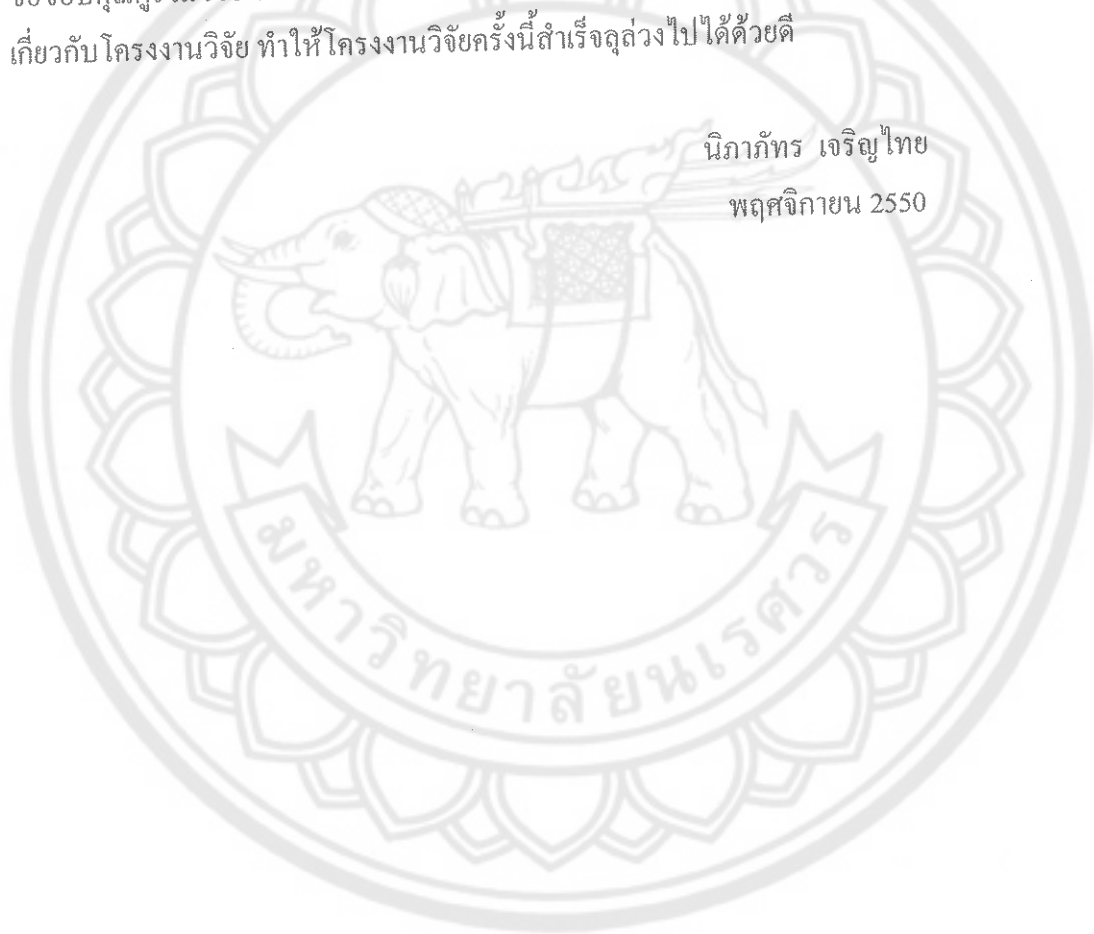 เกี่ยวกับโครงงานวิจัย ทำให้โครงงานวิจัยครั้งนี้สำเร็จลุล่วงไปได้ด้วยดี
นิภาภัทร เจริญไทย
พฤศจิกายน 2550
มหาวิทยาลัยนเรศวร